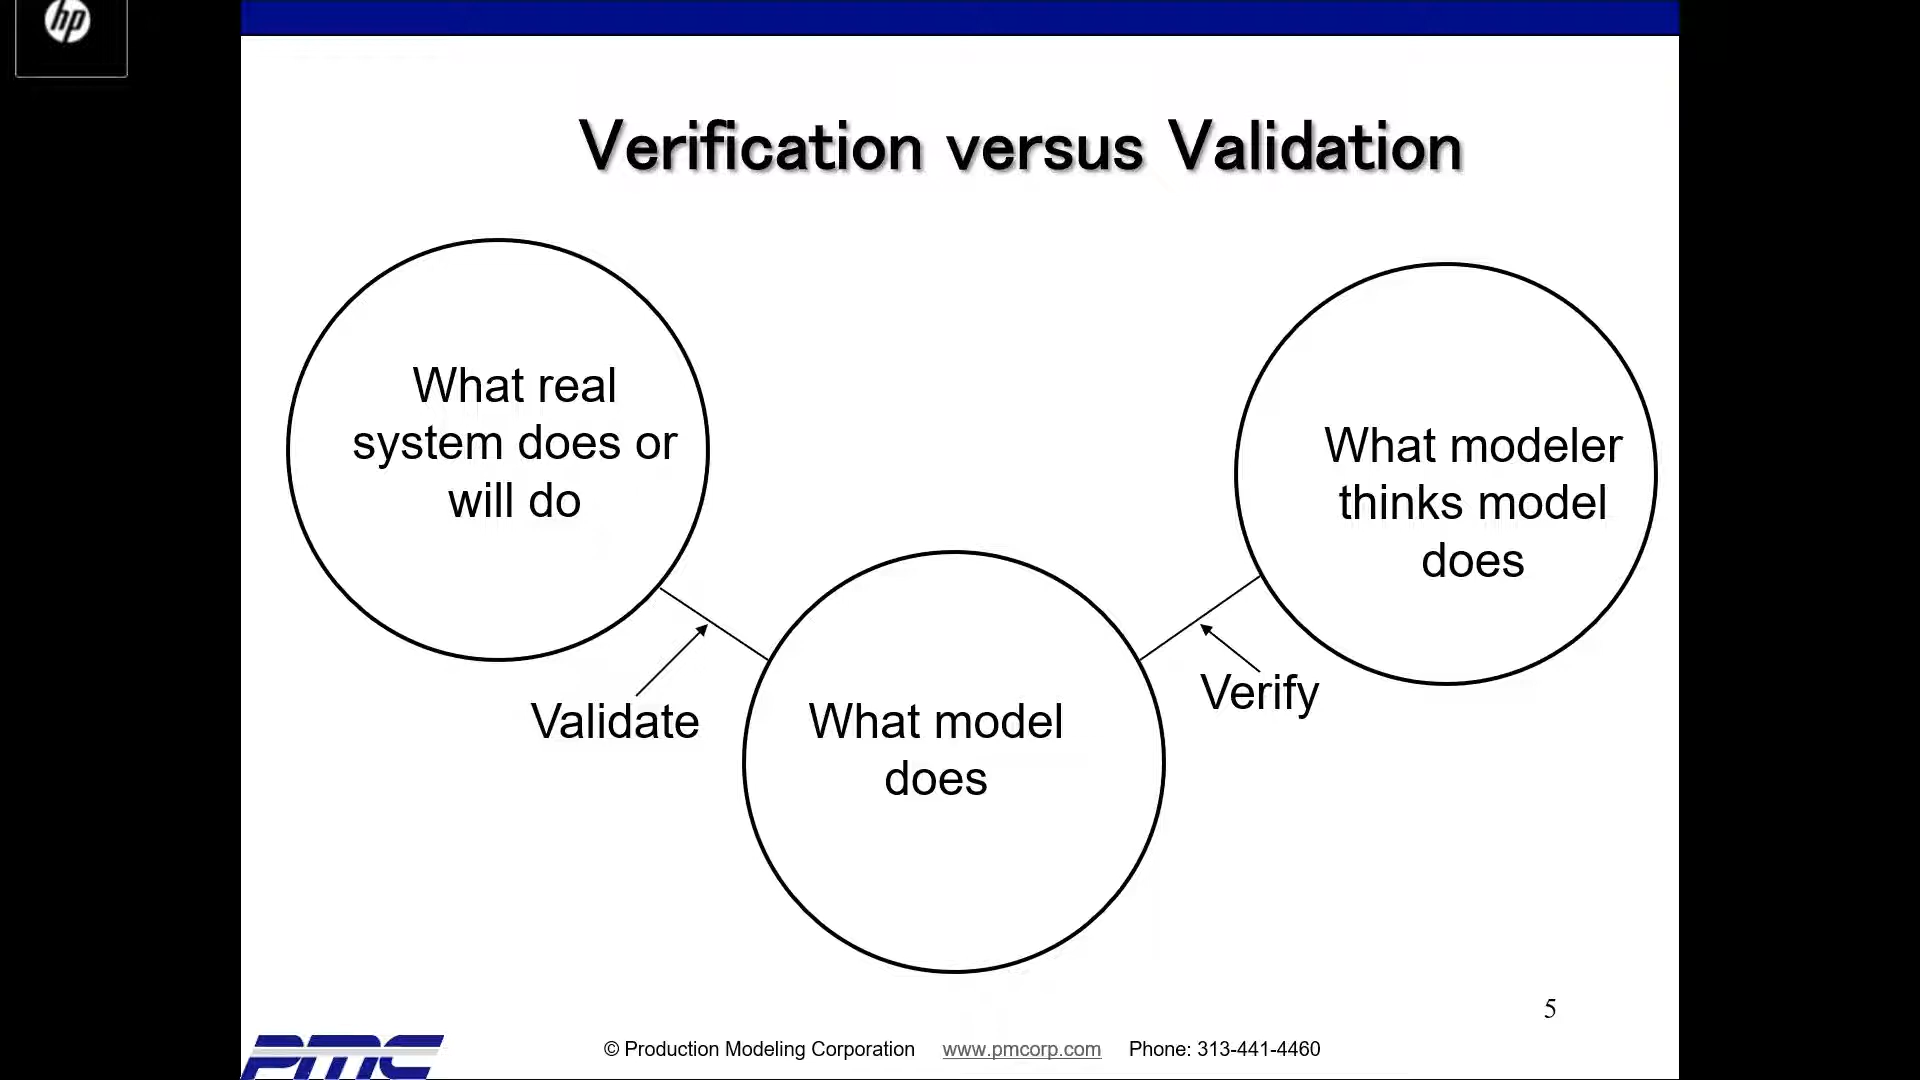 hp
Verification versus Validation
What real
system does or
will do
What modeler
thinks model
does
Validate
Verify
What model
does
5
PMC
© Production Modeling Corporation www.pmcorp.com Phone: 313-441-4460